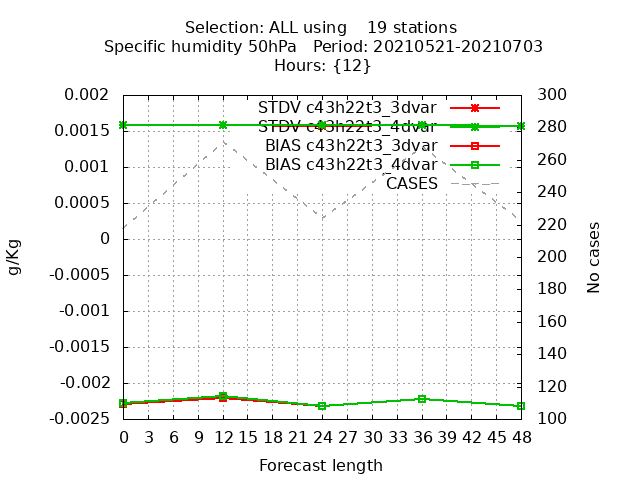 Selection: ALL using    19 stations
Specific humidity 50hPa   Period: 20210521-20210703
Hours: {12}
STDV c43h22t3_3dvar
STDV c43h22t3_4dvar
BIAS c43h22t3_3dvar
BIAS c43h22t3_4dvar
CASES
0.002
0.0015
0.001
0.0005
0
-0.0005
-0.001
-0.0015
-0.002
-0.0025
g/Kg
300
280
260
240
220
200
180
160
140
120
100
No cases
0 3 6 9 12 15 18 21 24 27 30 33 36 39 42 45 48
Forecast length